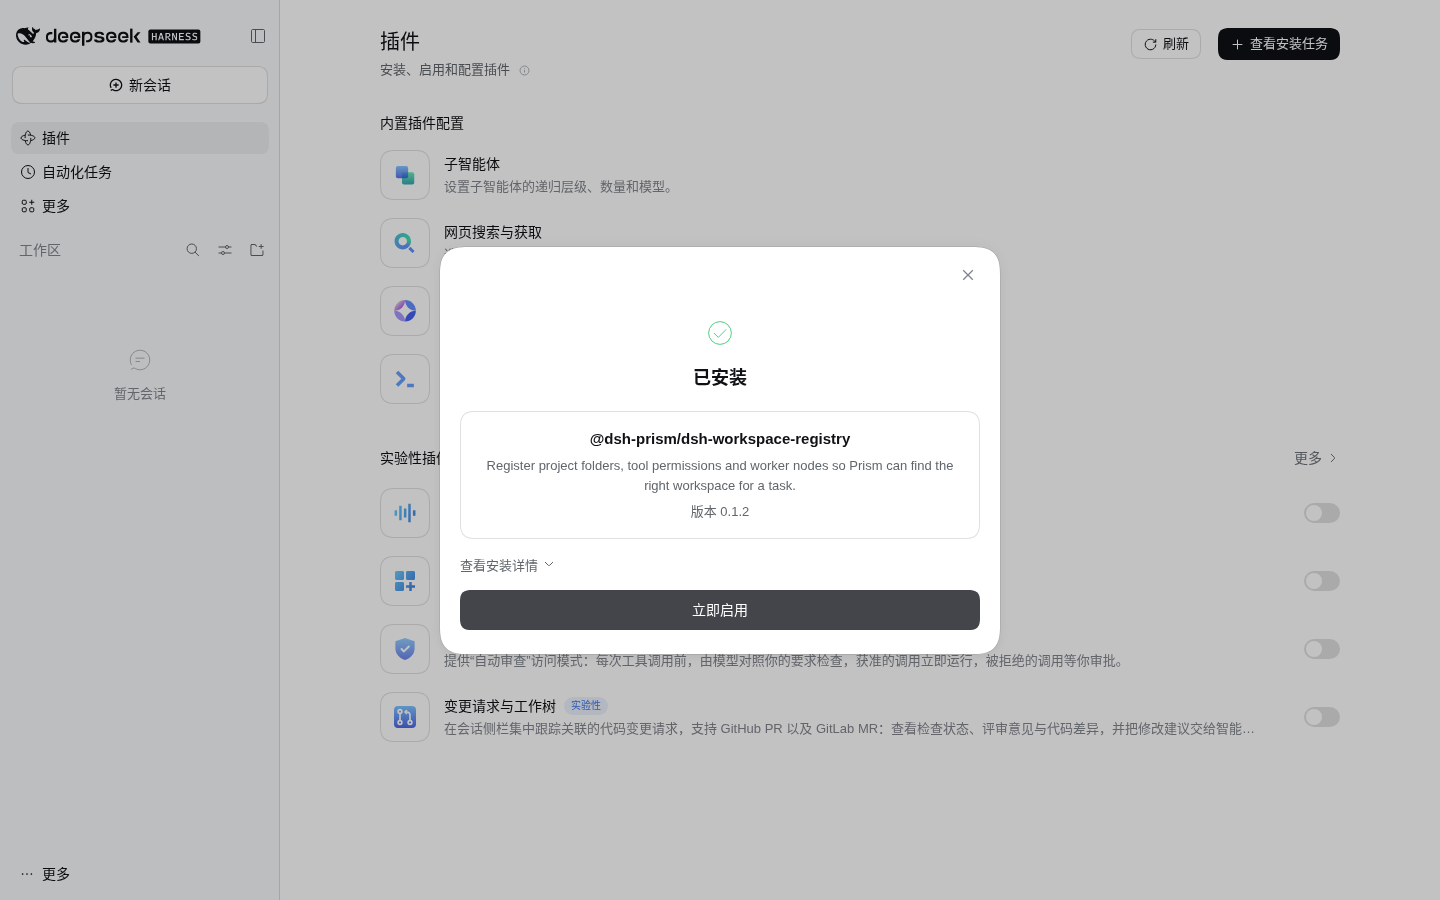 deepseek HARNESS
新会话
插件
自动化任务
更多
工作区
暂无会话
更多
插件
安装、启用和配置插件
刷新
查看安装任务
内置插件配置
子智能体
设置子智能体的递归层级、数量和模型。
网页搜索与获取
已安装
@dsh-prism/dsh-workspace-registry
Register project folders, tool permissions and worker nodes so Prism can find the
right workspace for a task.
版本 0.1.2
查看安装详情
立即启用
实验性插
更多
提供“自动审查”访问模式：每次工具调用前，由模型对照你的要求检查，获准的调用立即运行，被拒绝的调用等你审批。
变更请求与工作树 实验性
在会话侧栏集中跟踪关联的代码变更请求，支持 GitHub PR 以及 GitLab MR：查看检查状态、评审意见与代码差异，并把修改建议交给智能…